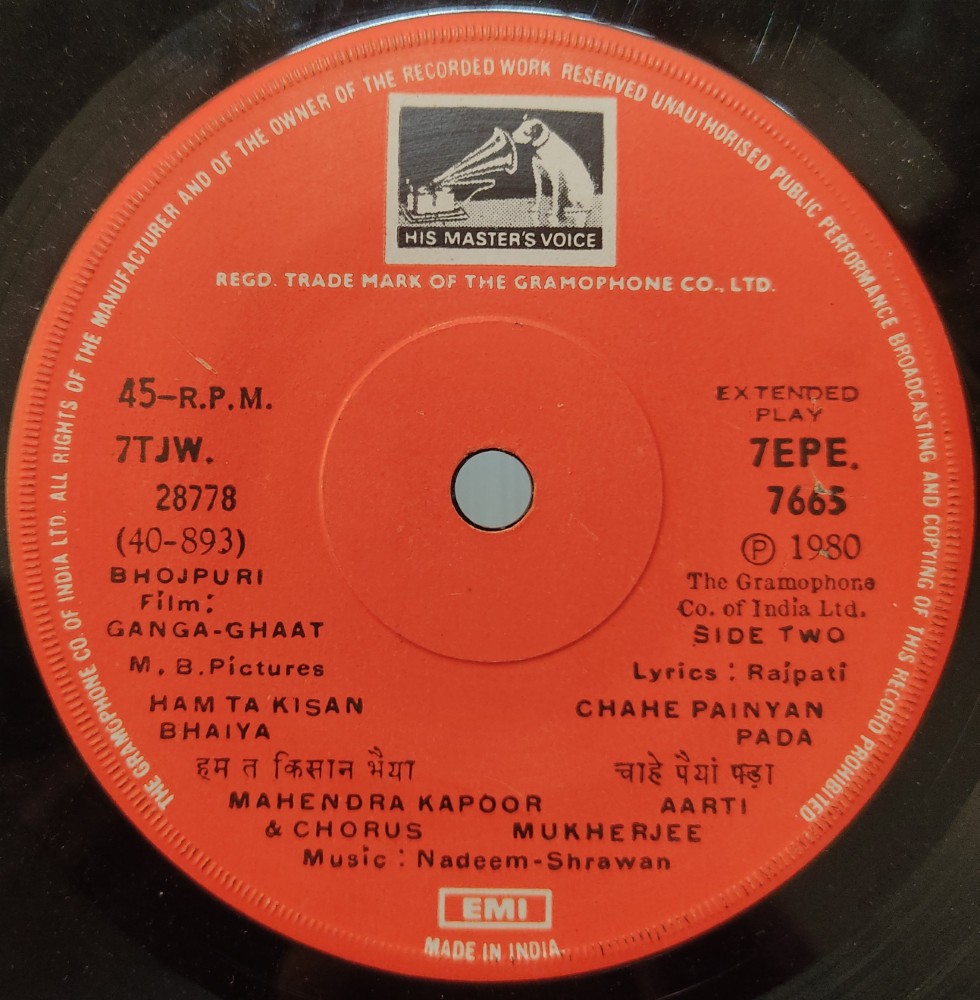 THE GRAMOPHONE CO. OF INDIA LTD. ALL RIGHTS OF THE MANUFACTURER AND OF THE OWNER OF THE RECORDED WORK RESERVED UNAUTHORISED PUBLIC PERFORMANCE BROADCASTING AND COPYING OF THIS RECORD PROHIBITED
HIS MASTER'S VOICE
REGD. TRADE MARK OF THE GRAMOPHONE CO., LTD.
45-R.P.M.
7TJW.
28778
(40-893)
BHOJPURI
Film:
GANGA-GHAAT
M. B. Pictures
EXTENDED
PLAY
7EPE.
7665
Ⓟ 1980
The Gramophone
Co. of India Ltd.
SIDE TWO
Lyrics : Rajpati
HAM TA KISAN
BHAIYA
हम त किसान भैया
MAHENDRA KAPOOR
& CHORUS
CHAHE PAINYAN
PADA
चाहे पैयां पड़ा
AARTI
MUKHERJEE
Music : Nadeem-Shrawan
EMI
MADE IN INDIA.